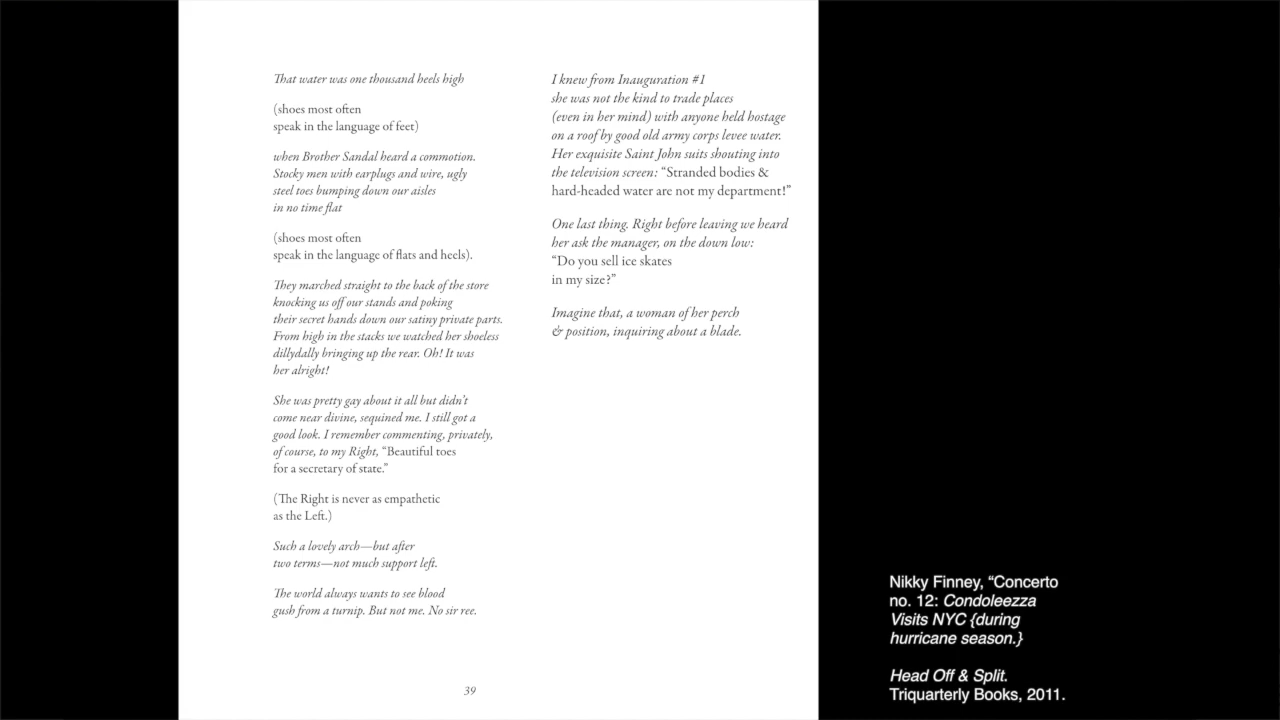 That water was one thousand heels high
(shoes most often
speak in the language of feet)
when Brother Sandal heard a commotion.
Stocky men with earplugs and wire, ugly
steel toes bumping down our aisles
in no time flat
(shoes most often
speak in the language of flats and heels).
They marched straight to the back of the store
knocking us off our stands and poking
their secret hands down our satiny private parts.
From high in the stacks we watched her shoeless
dillydally bringing up the rear. Oh! It was
her alright!
She was pretty gay about it all but didn't
come near divine, sequined me. I still got a
good look. I remember commenting, privately,
of course, to my Right, “Beautiful toes
for a secretary of state.”
(The Right is never as empathetic
as the Left.)
Such a lovely arch—but after
two terms—not much support left.
The world always wants to see blood
gush from a turnip. But not me. No sir ree.
39
I knew from Inauguration #1
she was not the kind to trade places
(even in her mind) with anyone held hostage
on a roof by good old army corps levee water.
Her exquisite Saint John suits shouting into
the television screen: “Stranded bodies &
hard-headed water are not my department!”
One last thing. Right before leaving we heard
her ask the manager, on the down low:
“Do you sell ice skates
in my size?”
Imagine that, a woman of her perch
& position, inquiring about a blade.
Nikky Finney, “Concerto
no. 12: Condoleezza
Visits NYC {during
hurricane season.}
Head Off & Split.
Triquarterly Books, 2011.